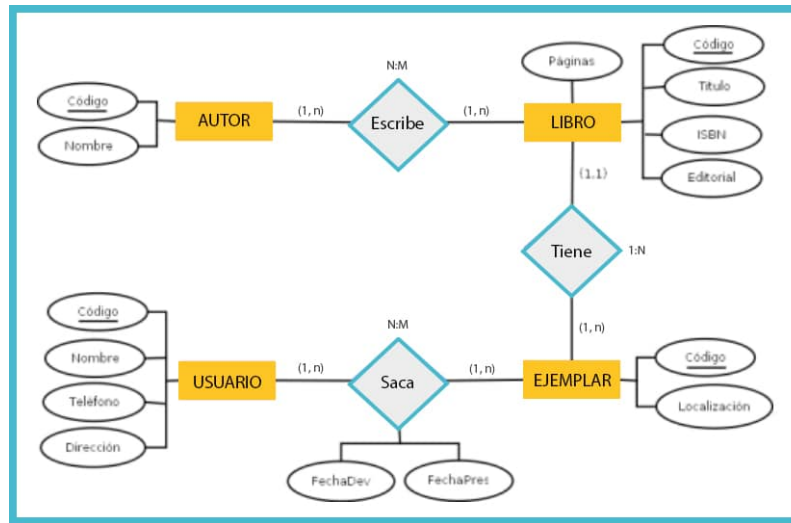 N:M
Páginas
Código
Código
AUTOR
(1, n)
Escribe
(1, n)
LIBRO
Titulo
Nombre
ISBN
Editorial
(1,1)
Tiene
1:N
Código
N:M
(1, n)
Nombre
USUARIO
(1, n)
Saca
(1, n)
EJEMPLAR
Código
Teléfono
Localización
Dirección
FechaDev
FechaPres